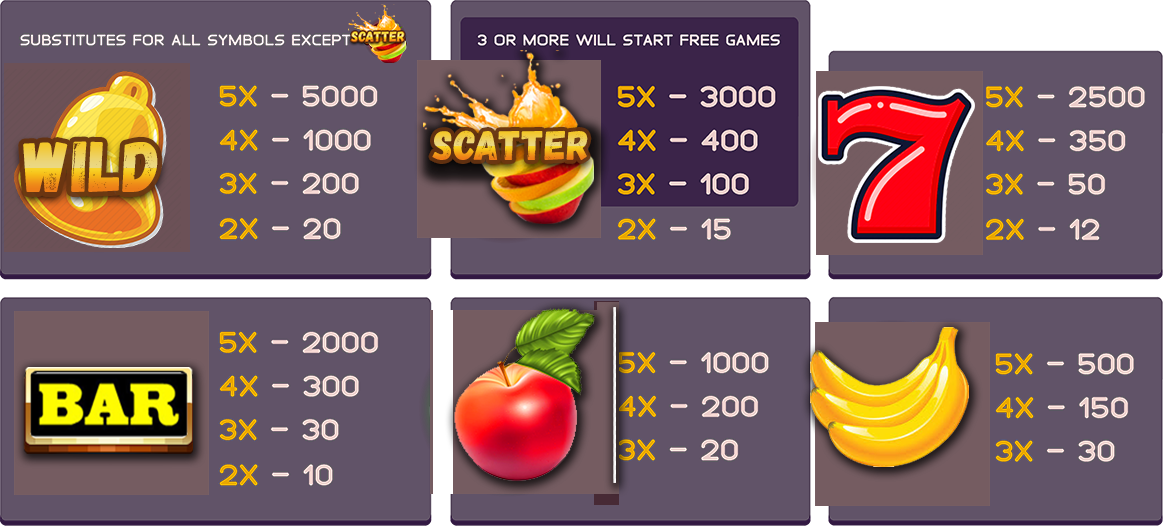 SUBSTITUTES FOR ALL SYMBOLS EXCEPT SCATTER
WILD
5X – 5000
4X – 1000
3X – 200
2X – 20
3 OR MORE WILL START FREE GAMES
SCATTER
5X – 3000
4X – 400
3X – 100
2X – 15
7
5X – 2500
4X – 350
3X – 50
2X – 12
BAR
5X – 2000
4X – 300
3X – 30
2X – 10
5X – 1000
4X – 200
3X – 20
5X – 500
4X – 150
3X – 30